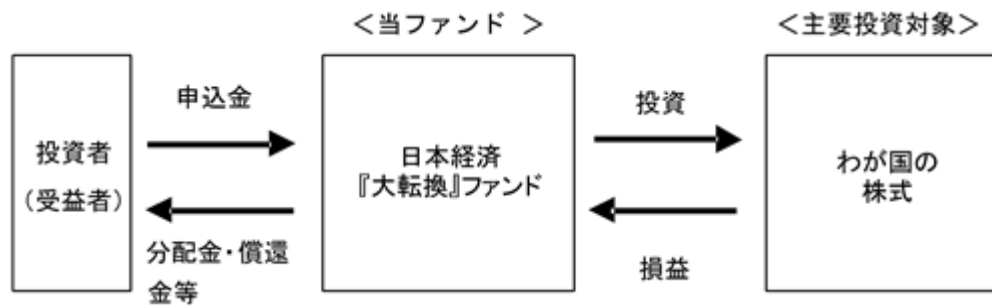 ＜当ファンド ＞
＜主要投資対象＞
申込金
投資
投資者
（受益者）
日本経済
『大転換』ファンド
わが国の
株式
分配金・償還
金等
損益